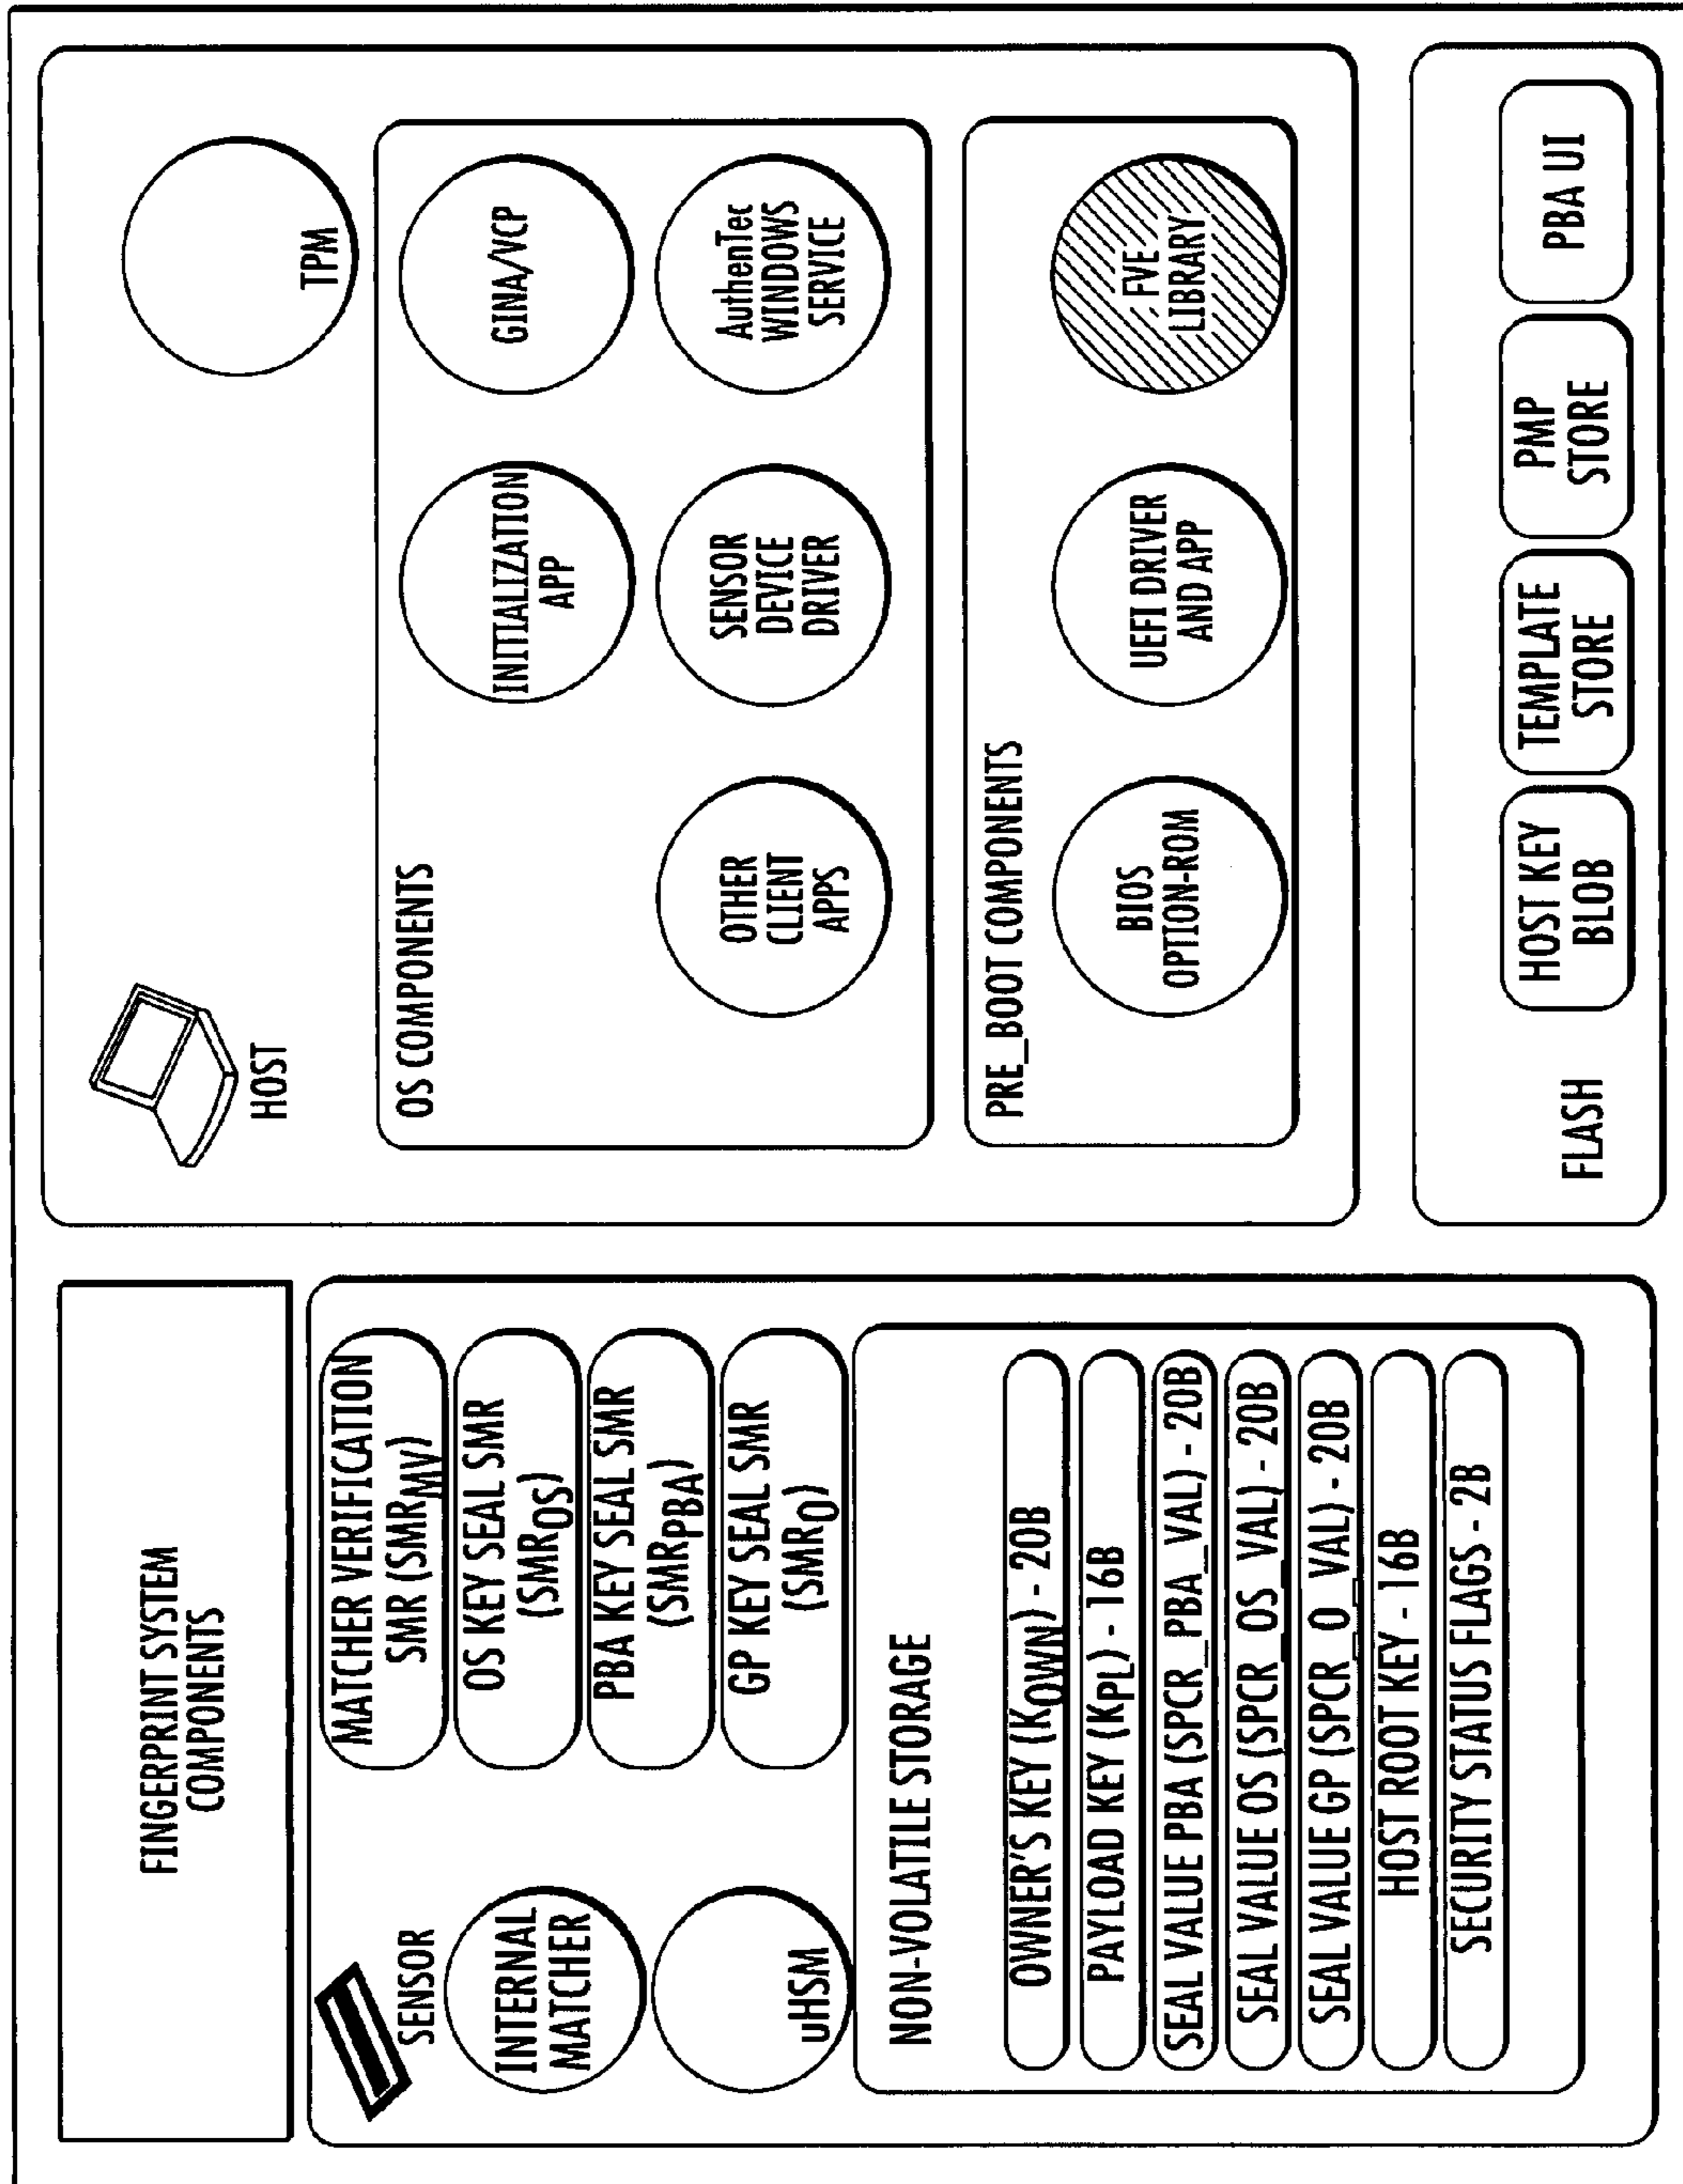 FINGERPRINT SYSTEM
COMPONENTS
SENSOR
INTERNAL
MATCHER
uHSM
MATCHER VERIFICATION
SMR (SMRMV)
OS KEY SEAL SMR
(SMROS)
PBA KEY SEAL SMR
(SMRPBA)
GP KEY SEAL SMR
(SMRO)
NON-VOLATILE STORAGE
OWNER'S KEY (KOWN) - 20B
PAYLOAD KEY (KPL) - 16B
SEAL VALUE PBA (SPCR_PBA_VAL) - 20B
SEAL VALUE OS (SPCR_OS_VAL) - 20B
SEAL VALUE GP (SPCR_O_VAL) - 20B
HOST ROOT KEY - 16B
SECURITY STATUS FLAGS - 2B
HOST
TPM
OS COMPONENTS
INITIALIZATION
APP
GINA/VCP
OTHER
CLIENT
APPS
SENSOR
DEVICE
DRIVER
AuthenTec
WINDOWS
SERVICE
PRE_BOOT COMPONENTS
BIOS
OPTION-ROM
UEFI DRIVER
AND APP
FVE
LIBRARY
FLASH
HOST KEY
BLOB
TEMPLATE
STORE
PMP
STORE
PBA UI